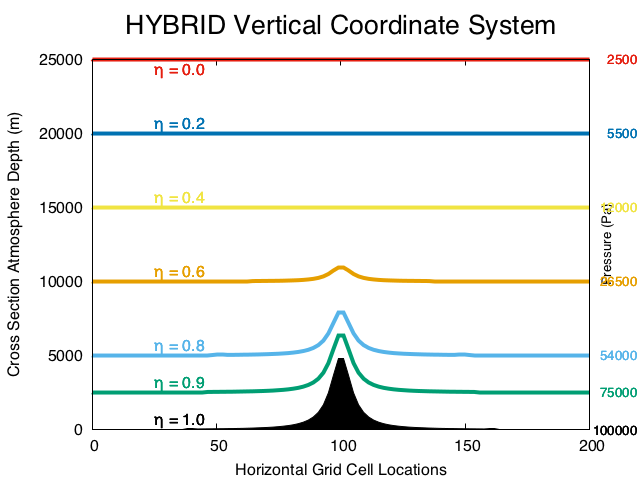 HYBRID Vertical Coordinate System
25000
η = 0.0
2500
20000
η = 0.2
5500
15000
η = 0.4
Pressure (Pa)
10000
η = 0.6
5000
η = 0.8
54000
η = 0.9
75000
0
η = 1.0
100000
0 50 100 150 200
Horizontal Grid Cell Locations
Cross Section Atmosphere Depth (m)